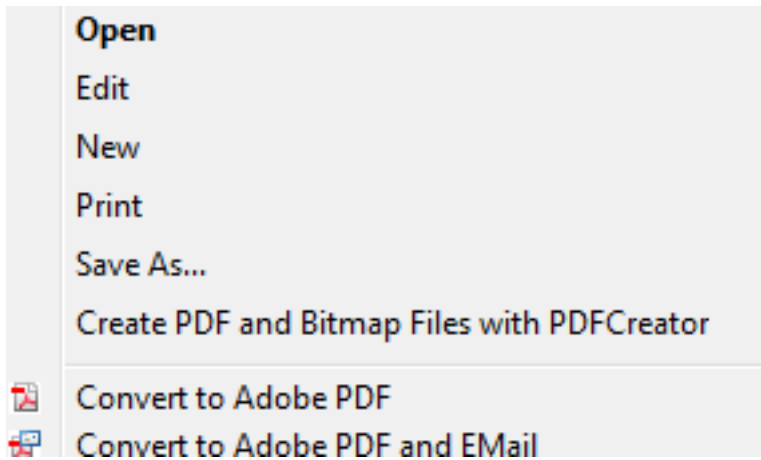 Open
Edit
New
Print
Save As...
Create PDF and Bitmap Files with PDFCreator
Convert to Adobe PDF
Convert to Adobe PDF and EMail